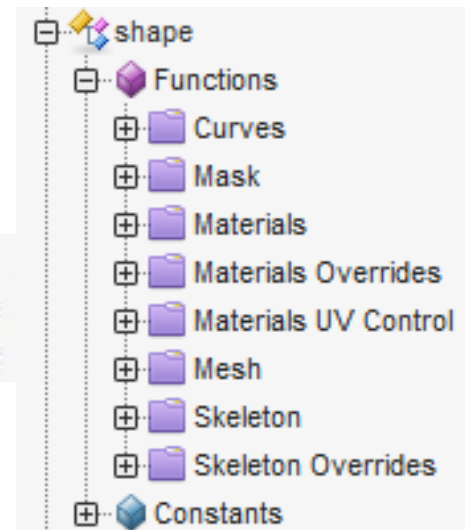 shape
Functions
Curves
Mask
Materials
Materials Overrides
Materials UV Control
Mesh
Skeleton
Skeleton Overrides
Constants